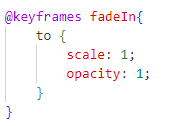 @keyframes fadeIn{
    to {
        scale: 1;
        opacity: 1;
    }
}